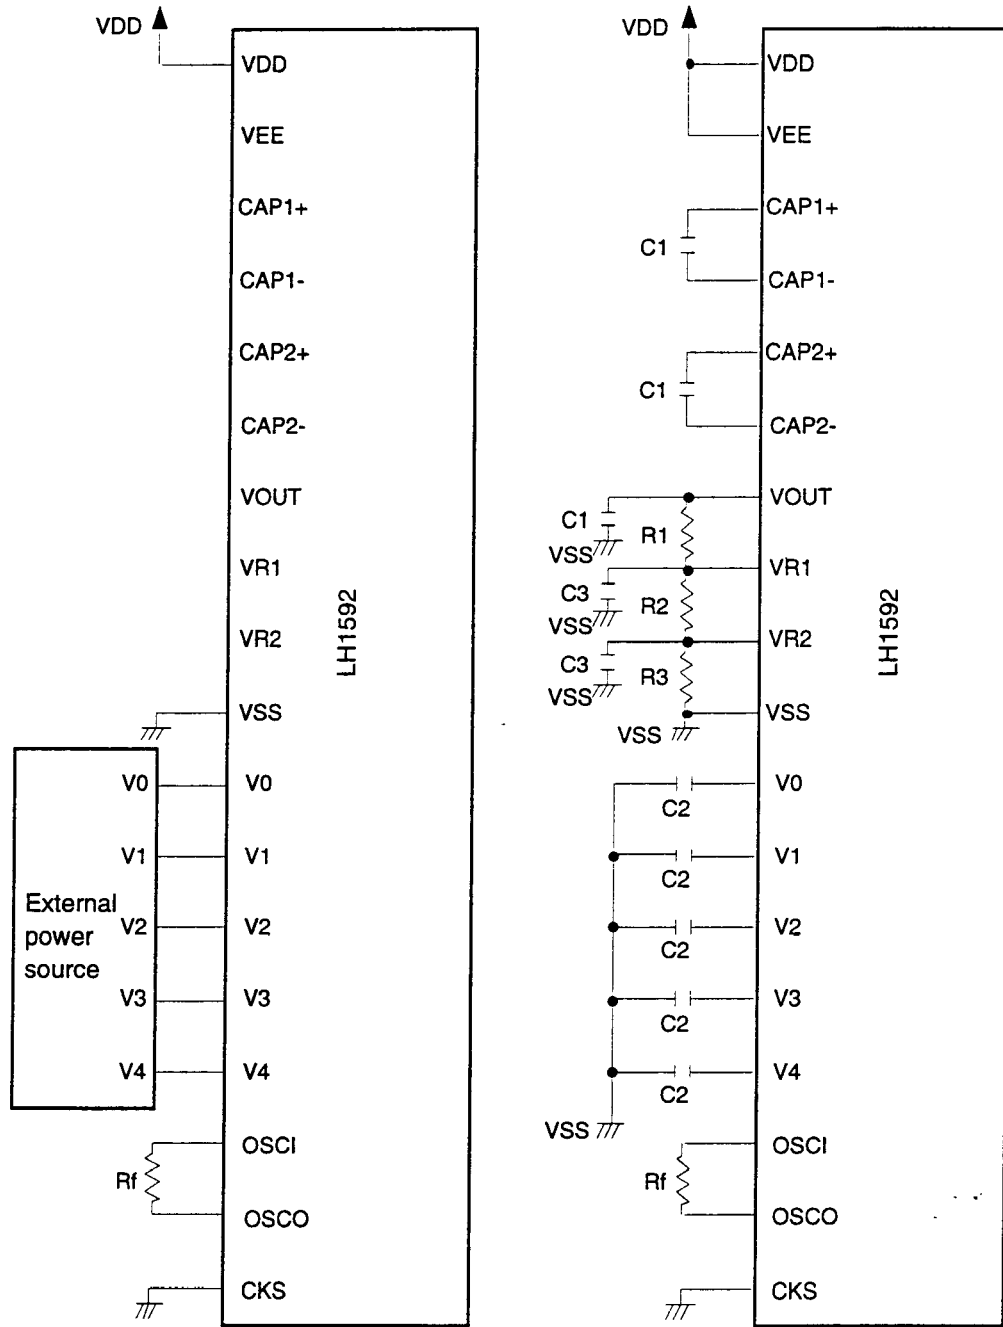 VDD
VDD
VEE
CAP1+
CAP1-
CAP2+
CAP2-
VOUT
VR1
VR2
VSS
LH1592
V0 V0
V1 V1
External
power
source
V2 V2
V3 V3
V4 V4
OSCI
Rf
OSCO
CKS
VDD
VDD
VEE
CAP1+
C1
CAP1-
CAP2+
C1
CAP2-
VOUT
C1 R1
VSS
VR1
C3 R2
VSS
VR2
C3 R3
VSS
VSS
VSS
LH1592
V0
C2
V1
C2
V2
C2
V3
C2
V4
C2
VSS
OSCI
Rf
OSCO
CKS